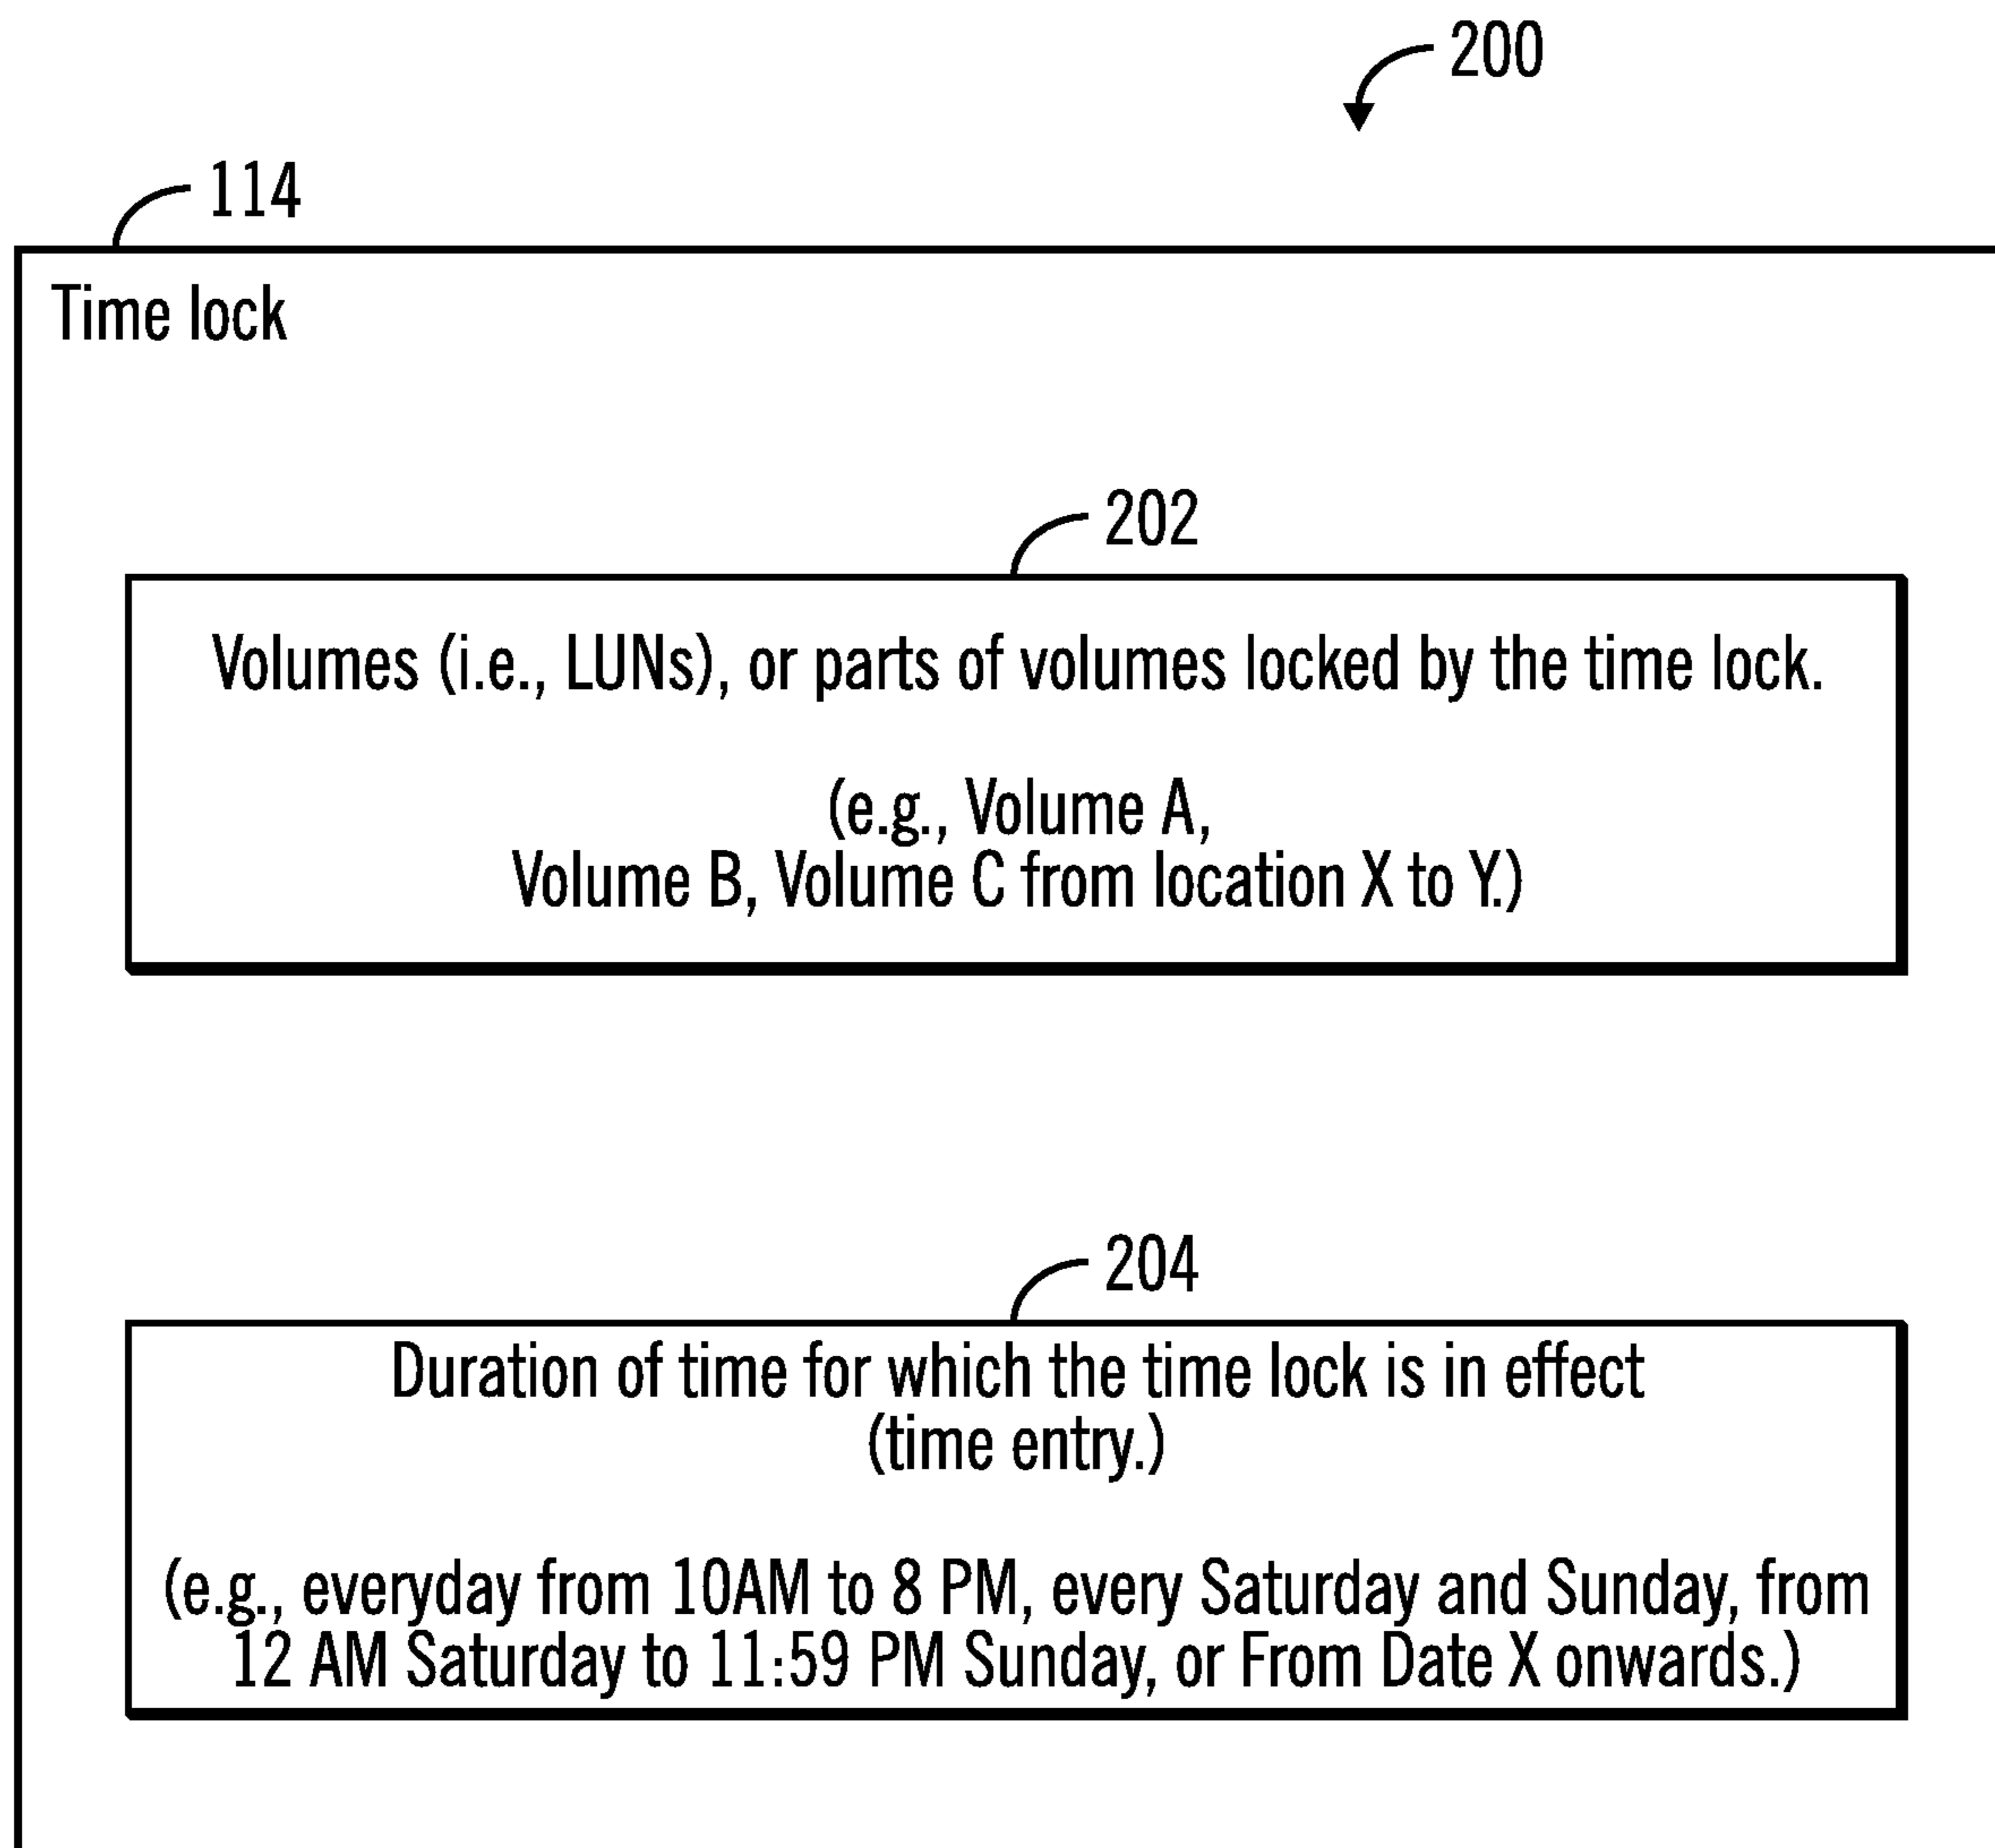 200
114
Time lock
202
Volumes (i.e., LUNs), or parts of volumes locked by the time lock.
(e.g., Volume A,
Volume B, Volume C from location X to Y.)
204
Duration of time for which the time lock is in effect
(time entry.)
(e.g., everyday from 10AM to 8 PM, every Saturday and Sunday, from
12 AM Saturday to 11:59 PM Sunday, or From Date X onwards.)